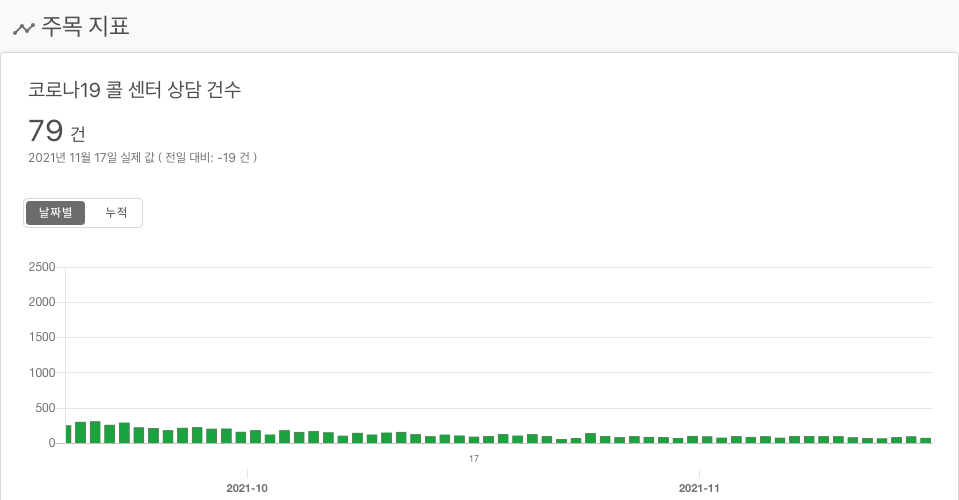 주목 지표
코로나19 콜 센터 상담 건수
79 건
2021년 11월 17일 실제 값 ( 전일 대비: -19 건 )
날짜별 누적
2500
2000
1500
1000
500
0
17
2021-10 2021-11